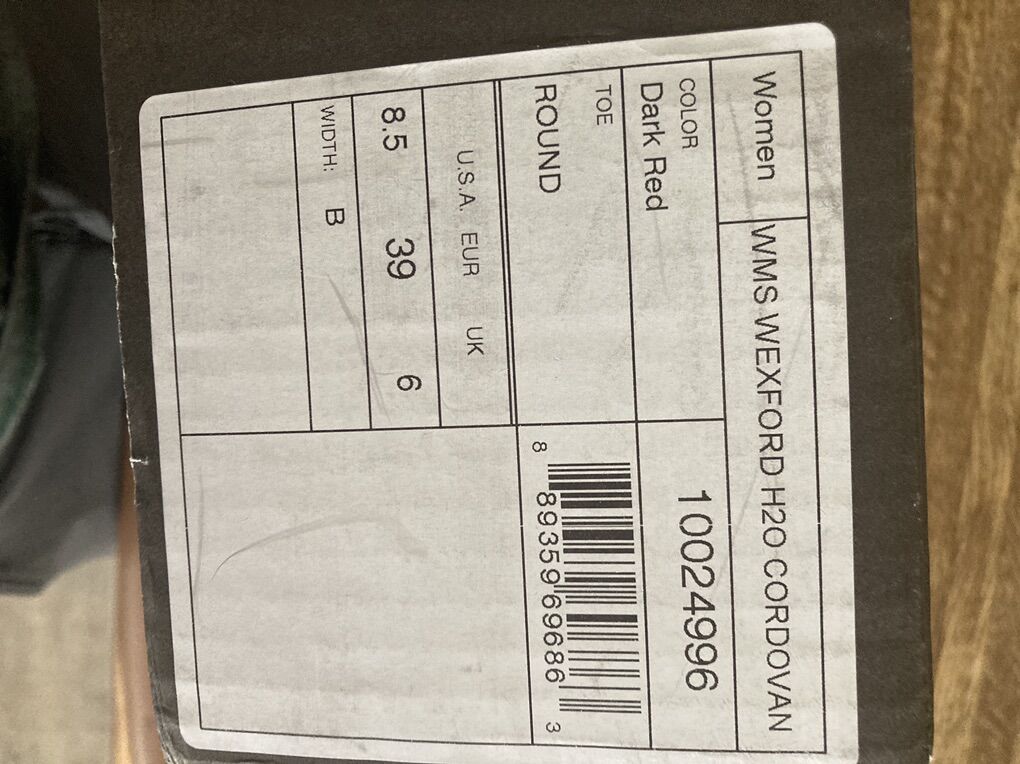 Women WMS WEXFORD H2O CORDOVAN
COLOR
Dark Red
10024996
TOE
ROUND
8 89359 69686 3
U.S.A. EUR UK
8.5 39 6
WIDTH: B